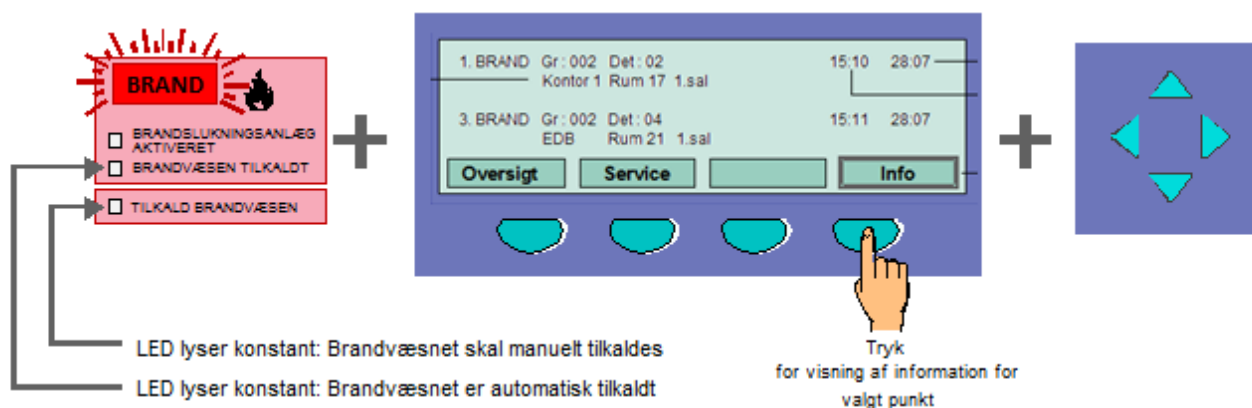 BRAND
BRANDSLUKNINGSANLÆG
AKTIVERET
BRANDVÆSEN TILKALDT
TILKALD BRANDVÆSEN
1. BRAND Gr: 002 Det: 02 15:10 28:07
Kontor 1 Rum 17 1.sal
3. BRAND Gr: 002 Det: 04 15:11 28:07
EDB Rum 21 1.sal
Oversigt Service Info
LED lyser konstant: Brandvæsnet skal manuelt tilkaldes
LED lyser konstant: Brandvæsnet er automatisk tilkaldt
Tryk
for visning af information for
valgt punkt